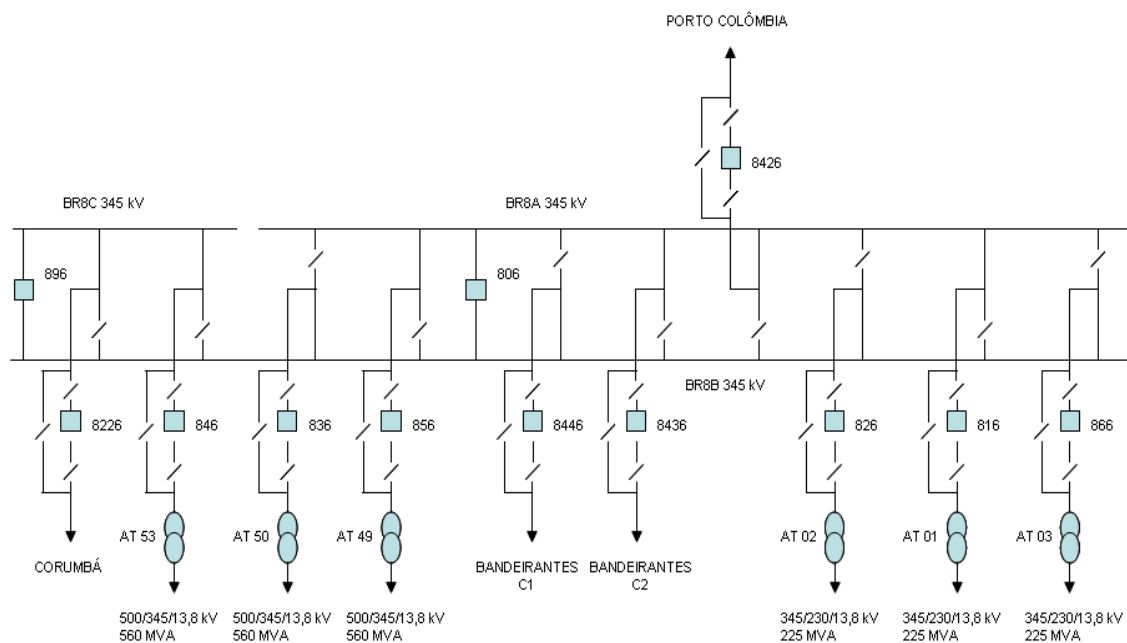 PORTO COLÔMBIA
8426
BR8C 345 kV
BR8A 345 kV
896
806
BR8B 345 kV
8226
846
836
856
8446
8436
826
816
866
AT 53
AT 50
AT 49
AT 02
AT 01
AT 03
CORUMBÁ
BANDEIRANTES
C1
BANDEIRANTES
C2
500/345/13,8 kV
560 MVA
500/345/13,8 kV
560 MVA
500/345/13,8 kV
560 MVA
345/230/13,8 kV
225 MVA
345/230/13,8 kV
225 MVA
345/230/13,8 kV
225 MVA